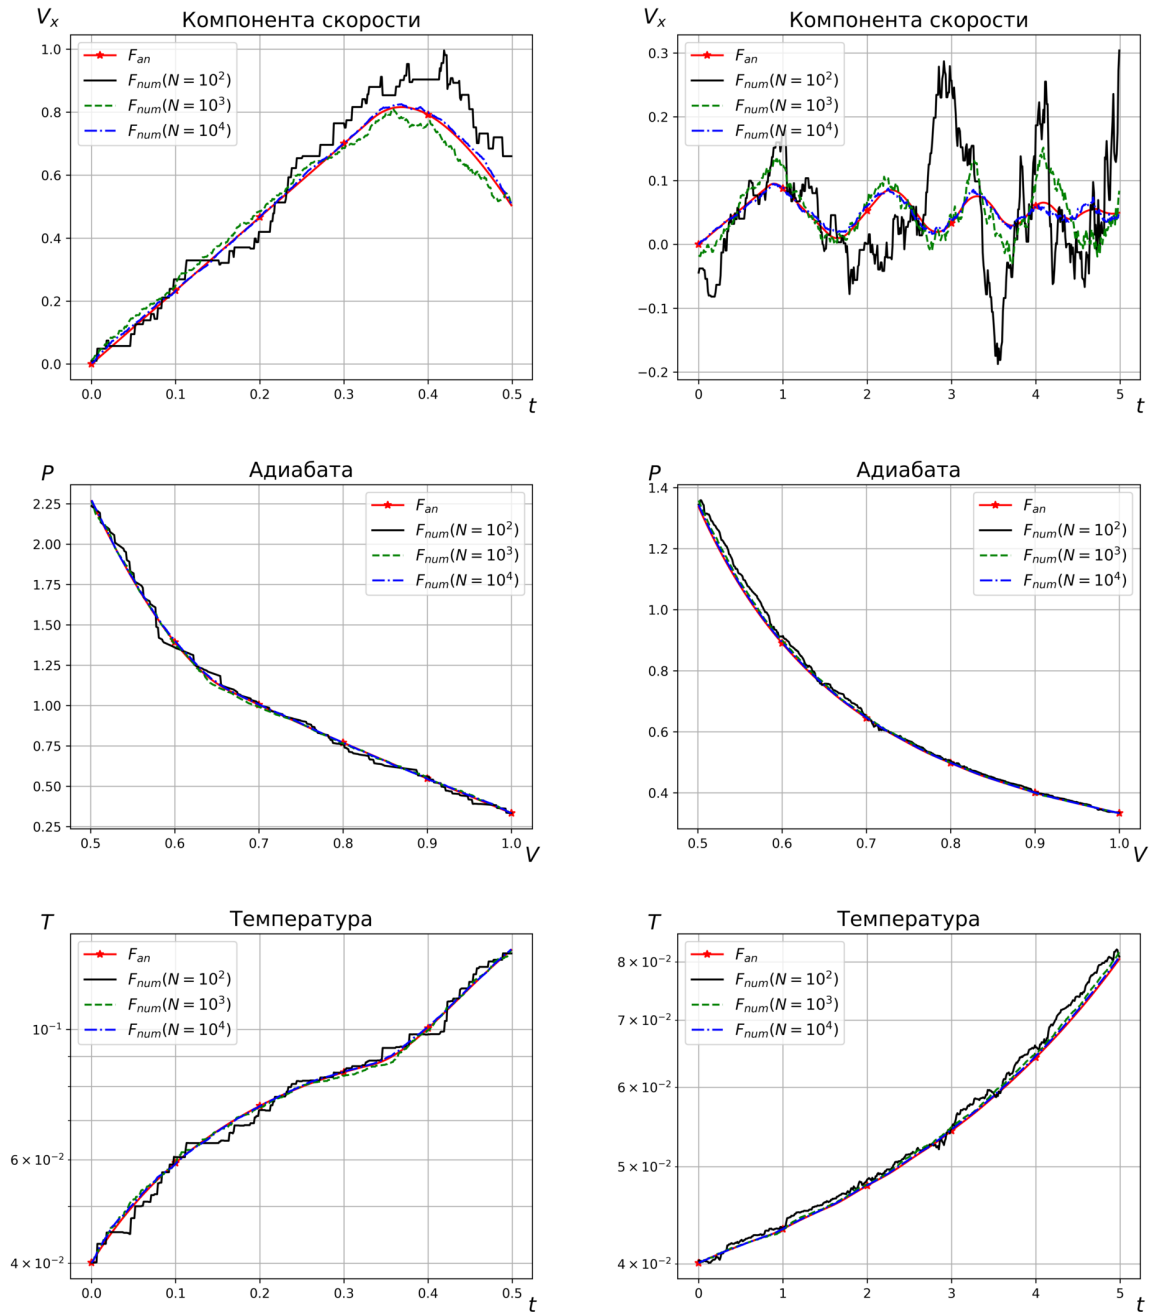 Компонента скорости
V_x
F_an
F_num(N = 10^2)
F_num(N = 10^3)
F_num(N = 10^4)
1.0
0.8
0.6
0.4
0.2
0.0
0.0 0.1 0.2 0.3 0.4 0.5
t
Компонента скорости
V_x
F_an
F_num(N = 10^2)
F_num(N = 10^3)
F_num(N = 10^4)
0.3
0.2
0.1
0.0
−0.1
−0.2
0 1 2 3 4 5
t
Адиабата
P
F_an
F_num(N = 10^2)
F_num(N = 10^3)
F_num(N = 10^4)
2.25
2.00
1.75
1.50
1.25
1.00
0.75
0.50
0.25
0.5 0.6 0.7 0.8 0.9 1.0
V
Адиабата
P
F_an
F_num(N = 10^2)
F_num(N = 10^3)
F_num(N = 10^4)
1.4
1.2
1.0
0.8
0.6
0.4
0.5 0.6 0.7 0.8 0.9 1.0
V
Температура
T
F_an
F_num(N = 10^2)
F_num(N = 10^3)
F_num(N = 10^4)
10^−1
6 × 10^−2
4 × 10^−2
0.0 0.1 0.2 0.3 0.4 0.5
t
Температура
T
F_an
F_num(N = 10^2)
F_num(N = 10^3)
F_num(N = 10^4)
8 × 10^−2
7 × 10^−2
6 × 10^−2
5 × 10^−2
4 × 10^−2
0 1 2 3 4 5
t